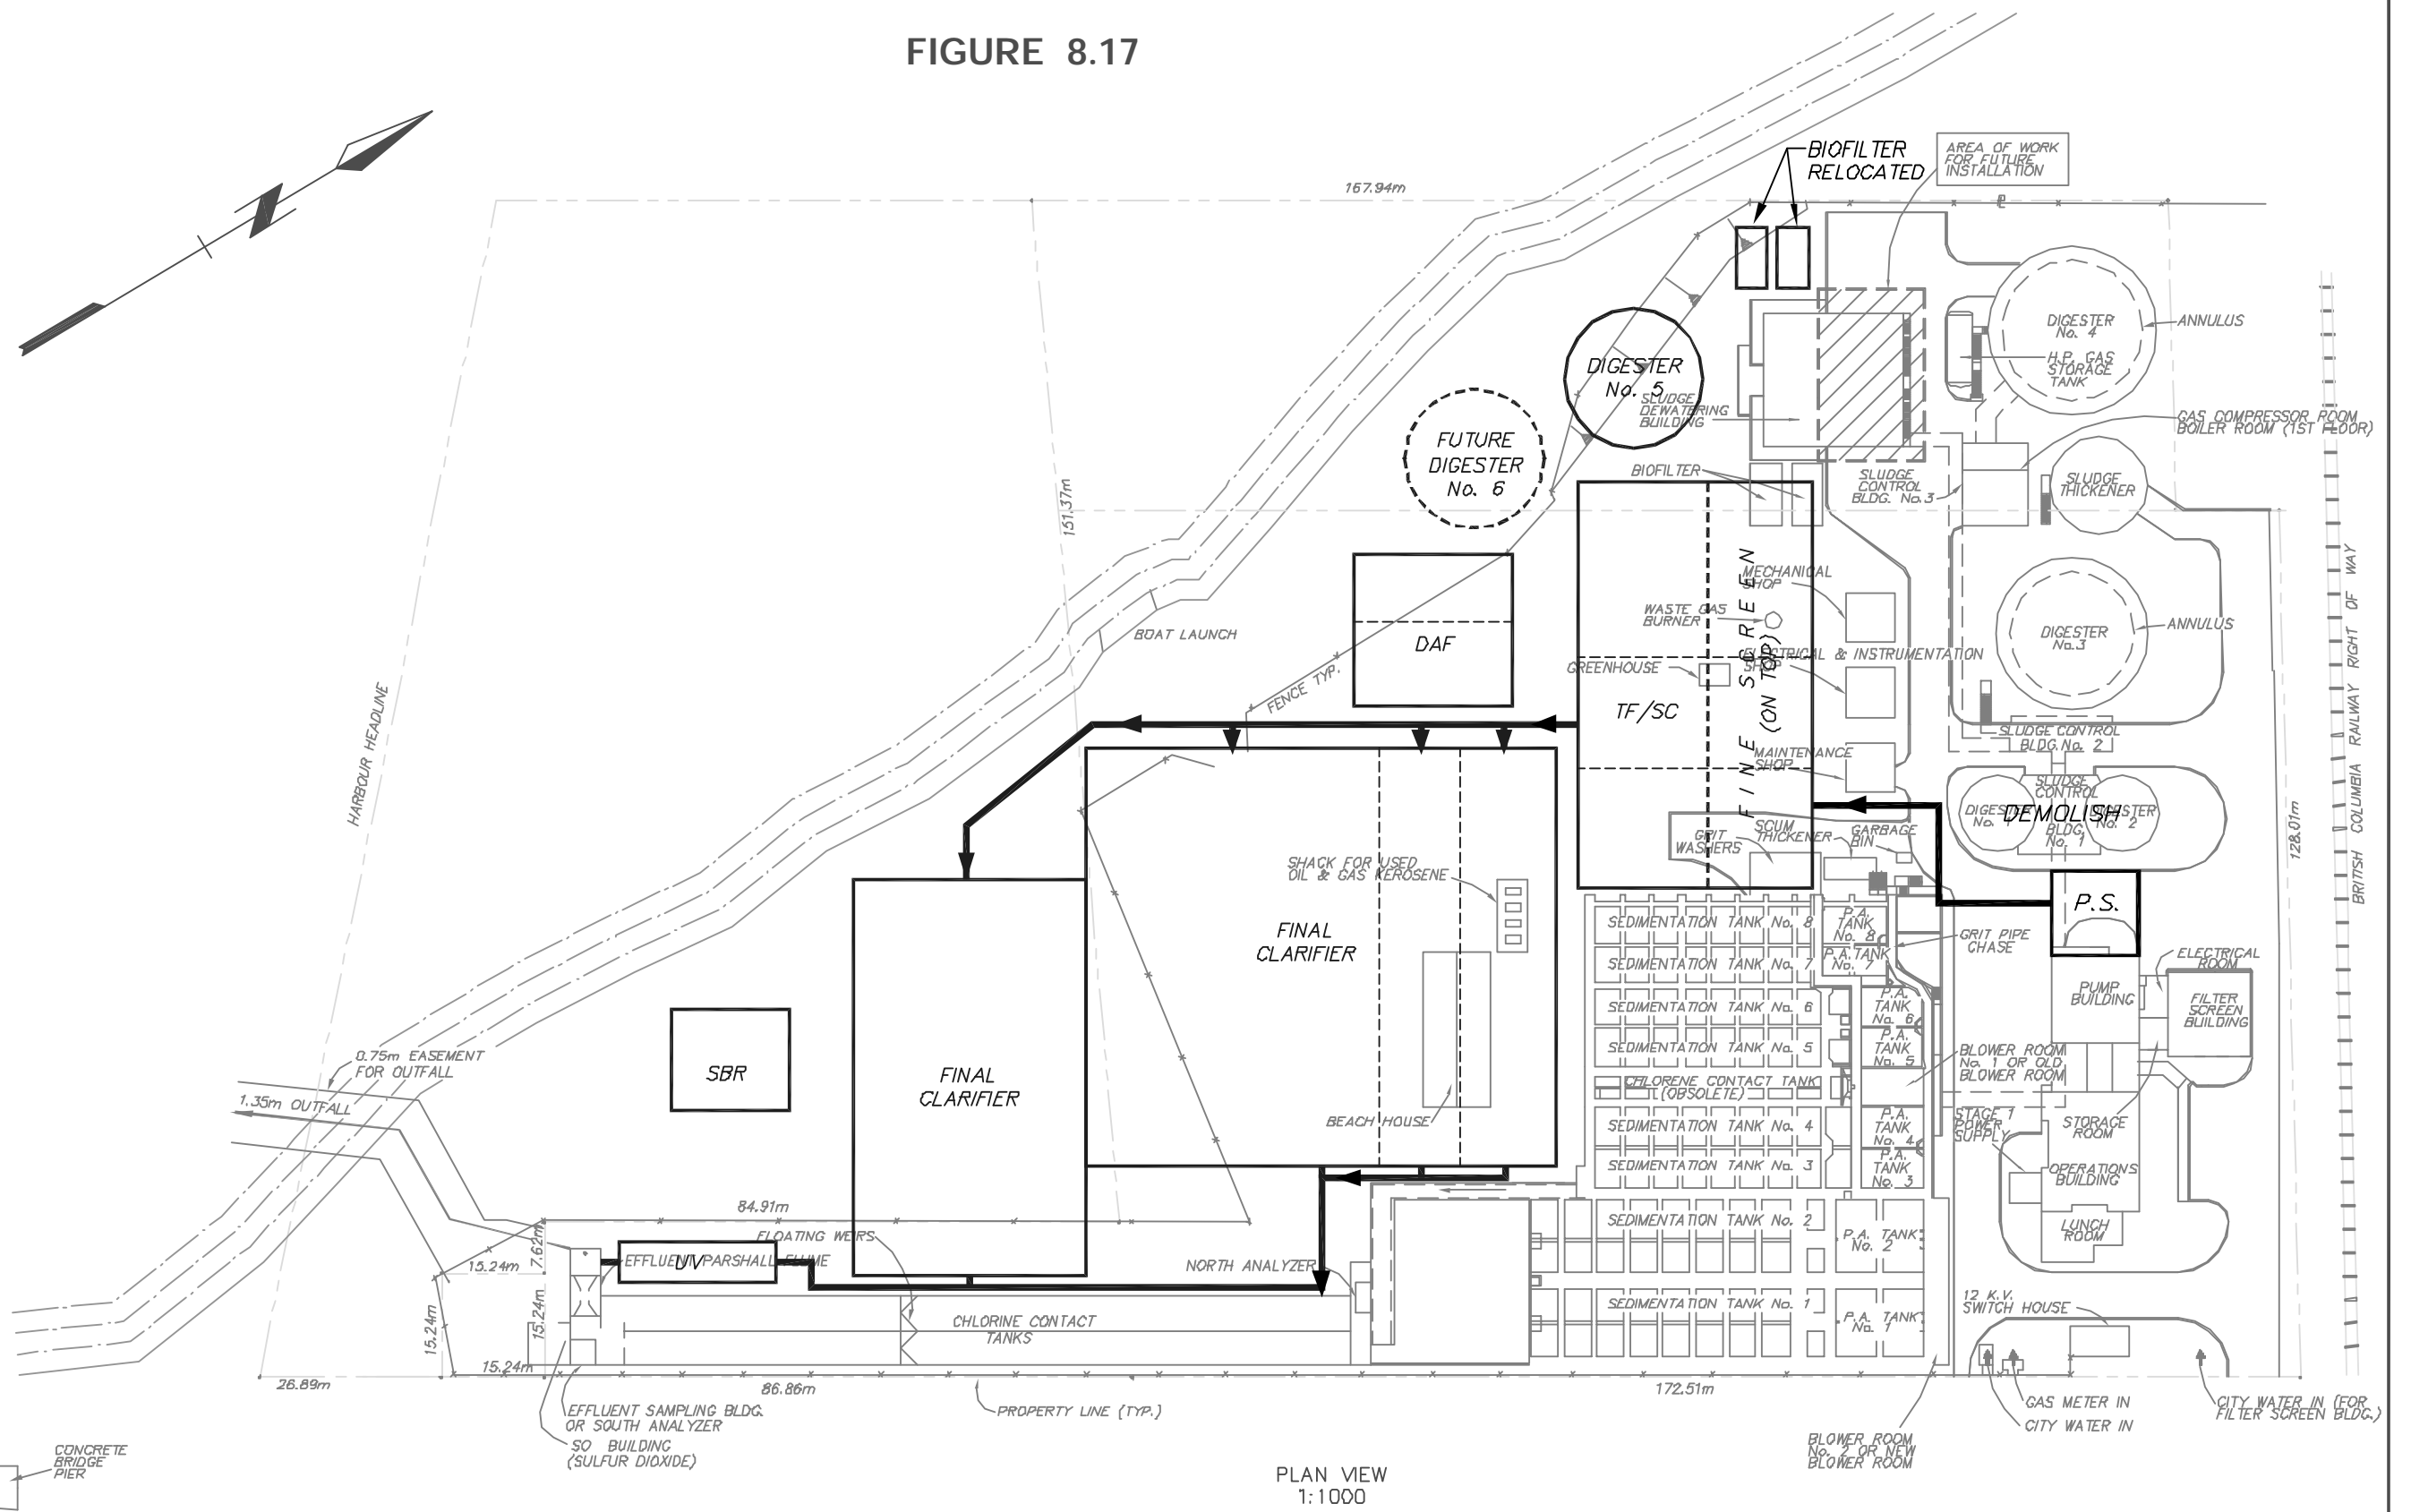 FIGURE 8.17
BIOFILTER
RELOCATED
AREA OF WORK
FOR FUTURE
INSTALLATION
167.94m
N
DIGESTER
No. 4
ANNULUS
H.P. GAS
STORAGE
TANK
DIGESTER
No. 5
SLUDGE
DEWATERING
BUILDING
GAS COMPRESSOR ROOM
BOILER ROOM (1ST FLOOR)
FUTURE
DIGESTER
No. 6
BIOFILTER
SLUDGE
CONTROL
BLDG. No.3
SLUDGE
THICKENER
151.37m
MECHANICAL
SHOP
WASTE GAS
BURNER
BOAT LAUNCH
DAF
DIGESTER
No.3
ANNULUS
BRITISH COLUMBIA RAILWAY RIGHT OF WAY
ELECTRICAL & INSTRUMENTATION
SHOP
GREENHOUSE
FENCE TYP.
TF/SC
FINE SCREEN
(ON TOP)
HARBOUR HEADLINE
SLUDGE CONTROL
BLDG.No. 2
MAINTENANCE
SHOP
SLUDGE
CONTROL
BLDG.
No. 1
DIGESTER
No. 1
DIGESTER
No. 2
DEMOLISH
128.01m
SCUM
THICKENER
GRIT
WASHERS
GARBAGE
BIN
SHACK FOR USED
OIL & GAS KEROSENE
P.S.
FINAL
CLARIFIER
SEDIMENTATION TANK No. 8
P.A.
TANK
No. 8
GRIT PIPE
CHASE
ELECTRICAL
ROOM
SEDIMENTATION TANK No. 7
P.A.TANK
No. 7
PUMP
BUILDING
FILTER
SCREEN
BUILDING
SEDIMENTATION TANK No. 6
P.A.
TANK
No. 6
SEDIMENTATION TANK No. 5
P.A.
TANK
No. 5
BLOWER ROOM
No. 1 OR OLD
BLOWER ROOM
0.75m EASEMENT
FOR OUTFALL
SBR
FINAL
CLARIFIER
CHLORENE CONTACT TANK
(OBSOLETE)
1.35m OUTFALL
BEACH HOUSE
SEDIMENTATION TANK No. 4
P.A.
TANK
No. 4
STAGE 1
POWER
SUPPLY
STORAGE
ROOM
SEDIMENTATION TANK No. 3
P.A.
TANK
No. 3
OPERATIONS
BUILDING
84.91m
SEDIMENTATION TANK No. 2
P.A. TANK
No. 2
LUNCH
ROOM
FLOATING WEIRS
7.62m
15.24m
UV
EFFLUENT PARSHALL FLUME
NORTH ANALYZER
12 K.V.
SWITCH HOUSE
SEDIMENTATION TANK No. 1
P.A. TANK
No. 1
15.24m
15.24m
CHLORINE CONTACT
TANKS
15.24m
26.89m
86.86m
172.51m
PROPERTY LINE (TYP.)
EFFLUENT SAMPLING BLDG.
OR SOUTH ANALYZER
GAS METER IN
CITY WATER IN (FOR
FILTER SCREEN BLDG.)
CITY WATER IN
SO BUILDING
(SULFUR DIOXIDE)
BLOWER ROOM
No. 2 OR NEW
BLOWER ROOM
CONCRETE
BRIDGE
PIER
PLAN VIEW
1:1000